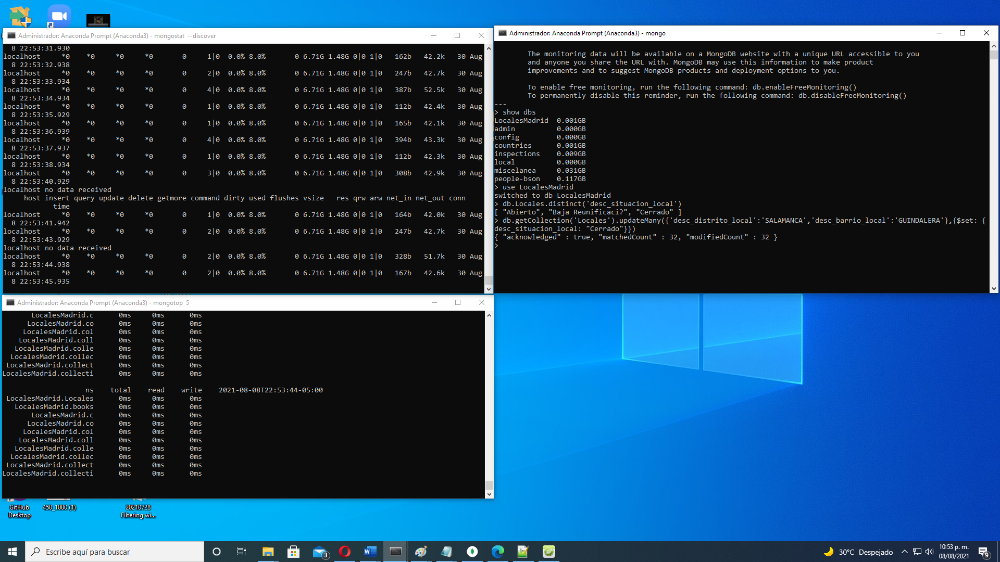 Administrador: Anaconda Prompt (Anaconda3) - mongostat  --discover
  8 22:53:31.930
localhost     *0     *0     *0     *0       0     1|0  0.0% 8.0%       0 6.71G 1.48G 0|0 1|0   162b   42.2k   30 Aug
  8 22:53:32.938
localhost     *0     *0     *0     *0       0     2|0  0.0% 8.0%       0 6.71G 1.48G 0|0 1|0   247b   42.7k   30 Aug
  8 22:53:33.934
localhost     *0     *0     *0     *0       0     4|0  0.0% 8.0%       0 6.71G 1.48G 0|0 1|0   387b   52.5k   30 Aug
  8 22:53:34.934
localhost     *0     *0     *0     *0       0     1|0  0.0% 8.0%       0 6.71G 1.48G 0|0 1|0   112b   42.4k   30 Aug
  8 22:53:35.929
localhost     *0     *0     *0     *0       0     1|0  0.0% 8.0%       0 6.71G 1.48G 0|0 1|0   165b   42.1k   30 Aug
  8 22:53:36.939
localhost     *0     *0     *0     *0       0     4|0  0.0% 8.0%       0 6.71G 1.48G 0|0 1|0   394b   43.3k   30 Aug
  8 22:53:37.937
localhost     *0     *0     *0     *0       0     1|0  0.0% 8.0%       0 6.71G 1.48G 0|0 1|0   112b   42.3k   30 Aug
  8 22:53:38.934
localhost     *0     *0     *0     *0       0     3|0  0.0% 8.0%       0 6.71G 1.48G 0|0 1|0   308b   42.9k   30 Aug
  8 22:53:40.929
localhost no data received
     host insert query update delete getmore command dirty used flushes vsize   res qrw arw net_in net_out conn
            time
localhost     *0     *0     *0     *0       0     1|0  0.0% 8.0%       0 6.71G 1.48G 0|0 1|0   164b   42.0k   30 Aug
  8 22:53:41.942
localhost     *0     *0     *0     *0       0     2|0  0.0% 8.0%       0 6.71G 1.48G 0|0 1|0   247b   42.7k   30 Aug
  8 22:53:43.929
localhost no data received
localhost     *0     *0     *0     *0       0     2|0  0.0% 8.0%       0 6.71G 1.48G 0|0 1|0   328b   51.7k   30 Aug
  8 22:53:44.938
localhost     *0     *0     *0     *0       0     2|0  0.0% 8.0%       0 6.71G 1.48G 0|0 1|0   167b   42.6k   30 Aug
  8 22:53:45.935
Administrador: Anaconda Prompt (Anaconda3) - mongo
The monitoring data will be available on a MongoDB website with a unique URL accessible to you
and anyone you share the URL with. MongoDB may use this information to make product
improvements and to suggest MongoDB products and deployment options to you.
To enable free monitoring, run the following command: db.enableFreeMonitoring()
To permanently disable this reminder, run the following command: db.disableFreeMonitoring()
---
> show dbs
LocalesMadrid  0.001GB
admin          0.000GB
config         0.000GB
countries      0.001GB
inspections    0.009GB
local          0.000GB
miscelanea     0.031GB
people-bson    0.117GB
> use LocalesMadrid
switched to db LocalesMadrid
> db.Locales.distinct('desc_situacion_local')
[ "Abierto", "Baja Reunificaci?", "Cerrado" ]
> db.getCollection('Locales').updateMany({'desc_distrito_local':'SALAMANCA','desc_barrio_local':'GUINDALERA'},{$set: {
desc_situacion_local: "Cerrado"}})
{ "acknowledged" : true, "matchedCount" : 32, "modifiedCount" : 32 }
>
Administrador: Anaconda Prompt (Anaconda3) - mongotop  5
LocalesMadrid.c      0ms     0ms      0ms
LocalesMadrid.co      0ms     0ms      0ms
LocalesMadrid.col      0ms     0ms      0ms
LocalesMadrid.coll      0ms     0ms      0ms
LocalesMadrid.colle      0ms     0ms      0ms
LocalesMadrid.collec      0ms     0ms      0ms
LocalesMadrid.collect      0ms     0ms      0ms
LocalesMadrid.collecti      0ms     0ms      0ms
ns    total    read    write    2021-08-08T22:53:44-05:00
LocalesMadrid.Locales      0ms     0ms      0ms
LocalesMadrid.books      0ms     0ms      0ms
LocalesMadrid.c      0ms     0ms      0ms
LocalesMadrid.co      0ms     0ms      0ms
LocalesMadrid.col      0ms     0ms      0ms
LocalesMadrid.coll      0ms     0ms      0ms
LocalesMadrid.colle      0ms     0ms      0ms
LocalesMadrid.collec      0ms     0ms      0ms
LocalesMadrid.collect      0ms     0ms      0ms
LocalesMadrid.collecti      0ms     0ms      0ms
GitHub
Desktop
450_1000 (1)
20210728
Filtering wi...
Escribe aquí para buscar
3
30°C  Despejado
10:53 p. m.
08/08/2021
9